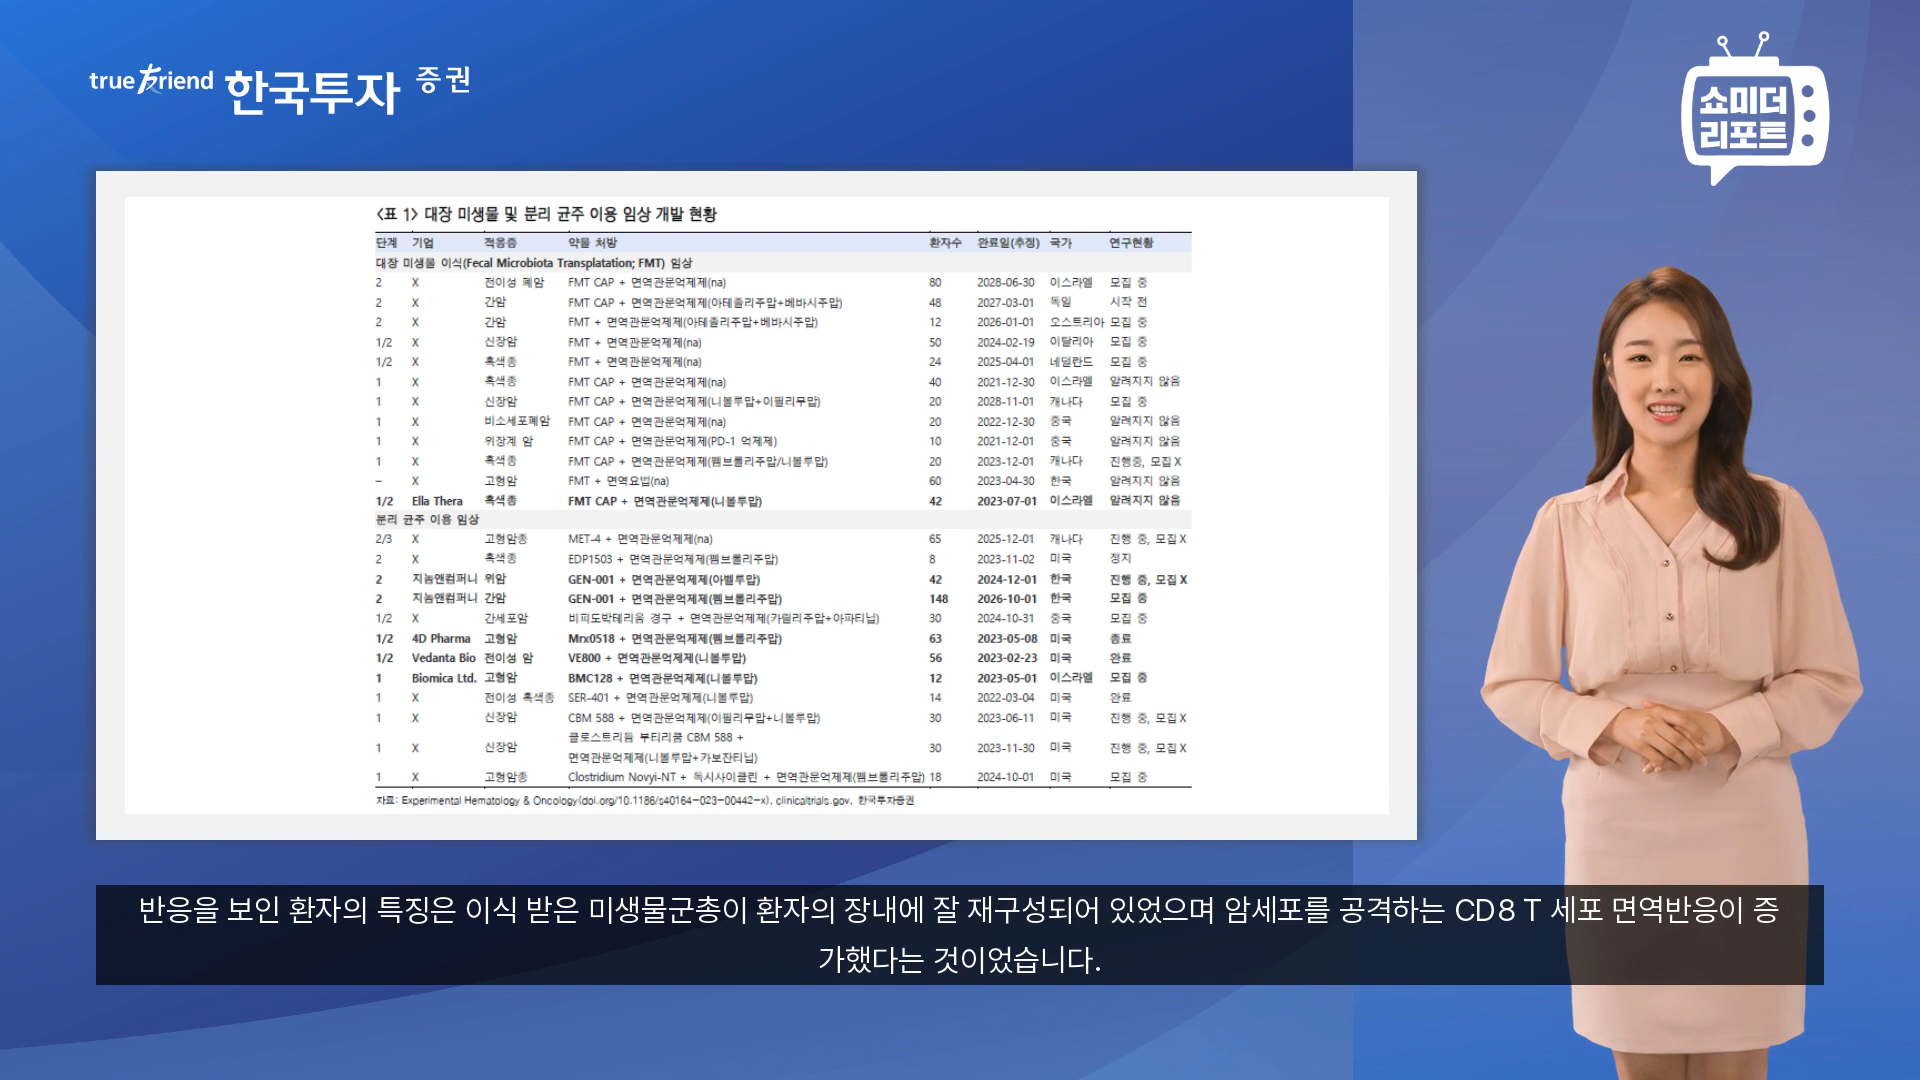 true友riend 한국투자 증권
쇼미더
리포트
<표 1> 대장 미생물 및 분리 균주 이용 임상 개발 현황
단계 기업 적응증 약물 처방 환자수 완료일(추정) 국가 연구현황
대장 미생물 이식(Fecal Microbiota Transplatation; FMT) 임상
2 X 전이성 폐암 FMT CAP + 면역관문억제제(na) 80 2028-06-30 이스라엘 모집 중
2 X 간암 FMT CAP + 면역관문억제제(아테졸리주맙+베바시주맙) 48 2027-03-01 독일 시작 전
2 X 간암 FMT + 면역관문억제제(아테졸리주맙+베바시주맙) 12 2026-01-01 오스트리아 모집 중
1/2 X 신장암 FMT + 면역관문억제제(na) 50 2024-02-19 이탈리아 모집 중
1/2 X 흑색종 FMT + 면역관문억제제(na) 24 2025-04-01 네덜란드 모집 중
1 X 흑색종 FMT CAP + 면역관문억제제(na) 40 2021-12-30 이스라엘 알려지지 않음
1 X 신장암 FMT CAP + 면역관문억제제(니볼루맙+이필리무맙) 20 2028-11-01 캐나다 모집 중
1 X 비소세포폐암 FMT CAP + 면역관문억제제(na) 20 2022-12-30 중국 알려지지 않음
1 X 위장계 암 FMT CAP + 면역관문억제제(PD-1 억제제) 10 2021-12-01 중국 알려지지 않음
1 X 흑색종 FMT CAP + 면역관문억제제(펨브롤리주맙/니볼루맙) 20 2023-12-01 캐나다 진행중, 모집X
– X 고형암 FMT + 면역요법(na) 60 2023-04-30 한국 알려지지 않음
1/2 Ella Thera 흑색종 FMT CAP + 면역관문억제제(니볼루맙) 42 2023-07-01 이스라엘 알려지지 않음
분리 균주 이용 임상
2/3 X 고형암종 MET-4 + 면역관문억제제(na) 65 2025-12-01 캐나다 진행 중, 모집X
2 X 흑색종 EDP1503 + 면역관문억제제(펨브롤리주맙) 8 2023-11-02 미국 정지
2 지놈앤컴퍼니 위암 GEN-001 + 면역관문억제제(아벨루맙) 42 2024-12-01 한국 진행 중, 모집X
2 지놈앤컴퍼니 간암 GEN-001 + 면역관문억제제(펨브롤리주맙) 148 2026-10-01 한국 모집 중
1/2 X 간세포암 비피도박테리움 경구 + 면역관문억제제(카릴리주맙+아파티닙) 30 2024-10-31 중국 모집 중
1/2 4D Pharma 고형암 Mrx0518 + 면역관문억제제(펨브롤리주맙) 63 2023-05-08 미국 종료
1/2 Vedanta Bio 전이성 암 VE800 + 면역관문억제제(니볼루맙) 56 2023-02-23 미국 완료
1 Biomica Ltd. 고형암 BMC128 + 면역관문억제제(니볼루맙) 12 2023-05-01 이스라엘 모집 중
1 X 전이성 흑색종 SER-401 + 면역관문억제제(니볼루맙) 14 2022-03-04 미국 완료
1 X 신장암 CBM 588 + 면역관문억제제(이필리무맙+니볼루맙) 30 2023-06-11 미국 진행 중, 모집X
클로스트리듐 부티리쿰 CBM 588 +
1 X 신장암 면역관문억제제(니볼루맙+카보잔티닙) 30 2023-11-30 미국 진행 중, 모집X
1 X 고형암종 Clostridium Novyi-NT + 독시사이클린 + 면역관문억제제(펨브롤리주맙) 18 2024-10-01 미국 모집 중
자료: Experimental Hematology & Oncology(doi.org/10.1186/s40164-023-00442-x), clinicaltrials.gov, 한국투자증권
반응을 보인 환자의 특징은 이식 받은 미생물군총이 환자의 장내에 잘 재구성되어 있었으며 암세포를 공격하는 CD8 T 세포 면역반응이 증
가했다는 것이었습니다.